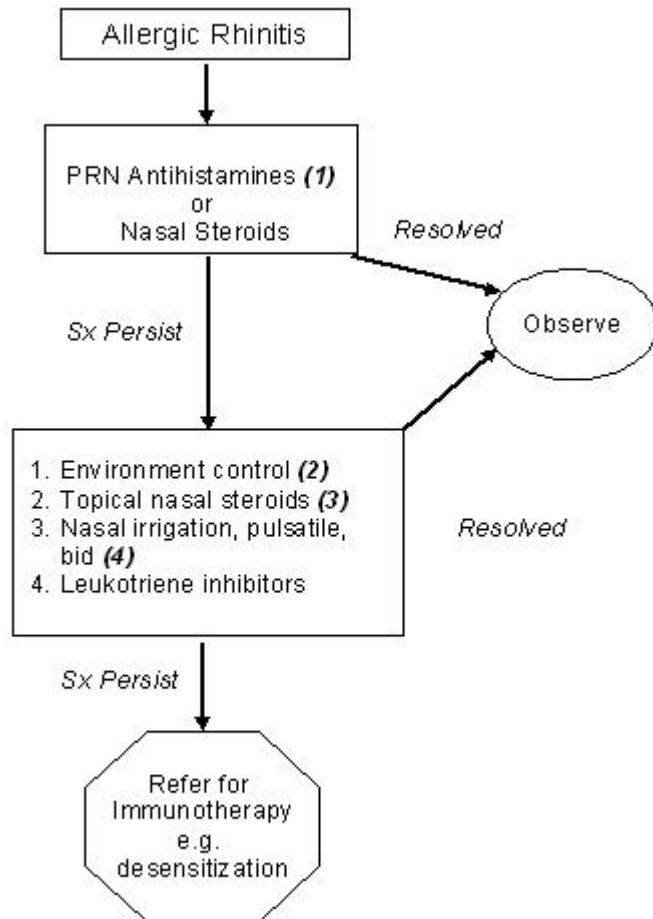 Allergic Rhinitis
PRN Antihistamines (1)
or
Nasal Steroids
Resolved
Observe
Sx Persist
1. Environment control (2)
2. Topical nasal steroids (3)
3. Nasal irrigation, pulsatile,
bid (4)
4. Leukotriene inhibitors
Resolved
Sx Persist
Refer for
Immunotherapy
e.g.
desensitization